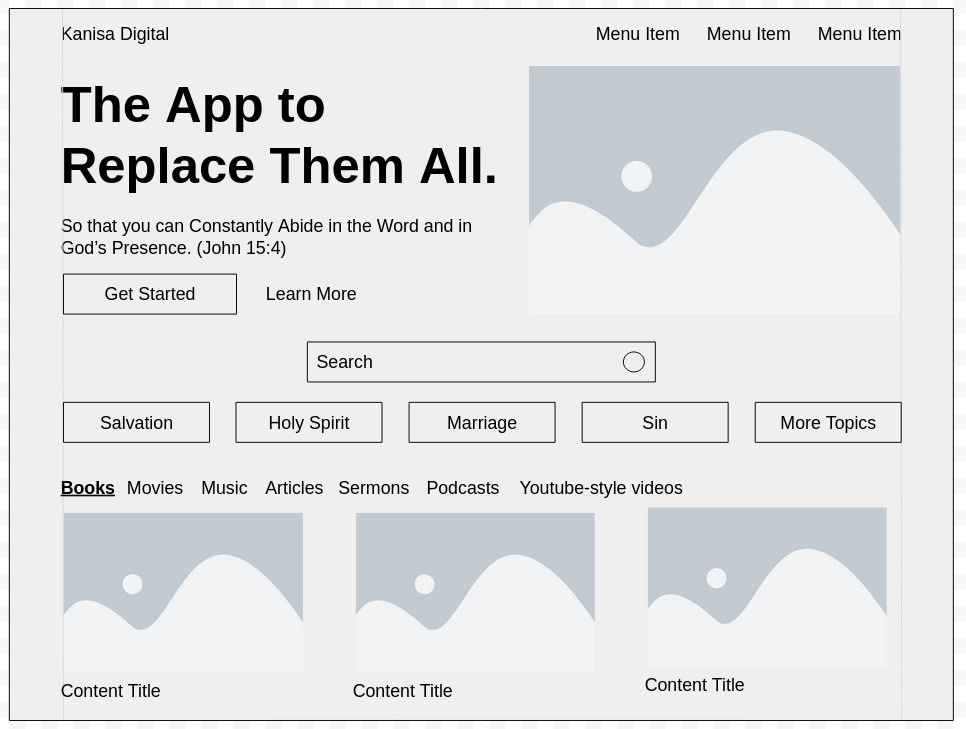 Kanisa Digital
Menu Item Menu Item Menu Item
The App to
Replace Them All.
So that you can Constantly Abide in the Word and in
God’s Presence. (John 15:4)
Get Started Learn More
Search
Salvation Holy Spirit Marriage Sin More Topics
Books Movies Music Articles Sermons Podcasts Youtube-style videos
Content Title Content Title Content Title